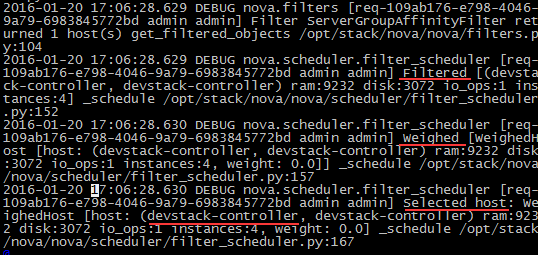 2016-01-20 17:06:28.629 DEBUG nova.filters [req-109ab176-e798-4046-
9a79-6983845772bd admin admin] Filter ServerGroupAffinityFilter ret
urned 1 host(s) get_filtered_objects /opt/stack/nova/nova/filters.p
y:104
2016-01-20 17:06:28.629 DEBUG nova.scheduler.filter_scheduler [req-
109ab176-e798-4046-9a79-6983845772bd admin admin] Filtered [(devsta
ck-controller, devstack-controller) ram:9232 disk:3072 io_ops:1 ins
tances:4] _schedule /opt/stack/nova/nova/scheduler/filter_scheduler
.py:152
2016-01-20 17:06:28.630 DEBUG nova.scheduler.filter_scheduler [req-
109ab176-e798-4046-9a79-6983845772bd admin admin] Weighed [WeighedH
ost [host: (devstack-controller, devstack-controller) ram:9232 disk
:3072 io_ops:1 instances:4, weight: 0.0]] _schedule /opt/stack/nova
/nova/scheduler/filter_scheduler.py:157
2016-01-20 17:06:28.630 DEBUG nova.scheduler.filter_scheduler [req-
109ab176-e798-4046-9a79-6983845772bd admin admin] Selected host: We
ighedHost [host: (devstack-controller, devstack-controller) ram:923
2 disk:3072 io_ops:1 instances:4, weight: 0.0] _schedule /opt/stack
/nova/nova/scheduler/filter_scheduler.py:167